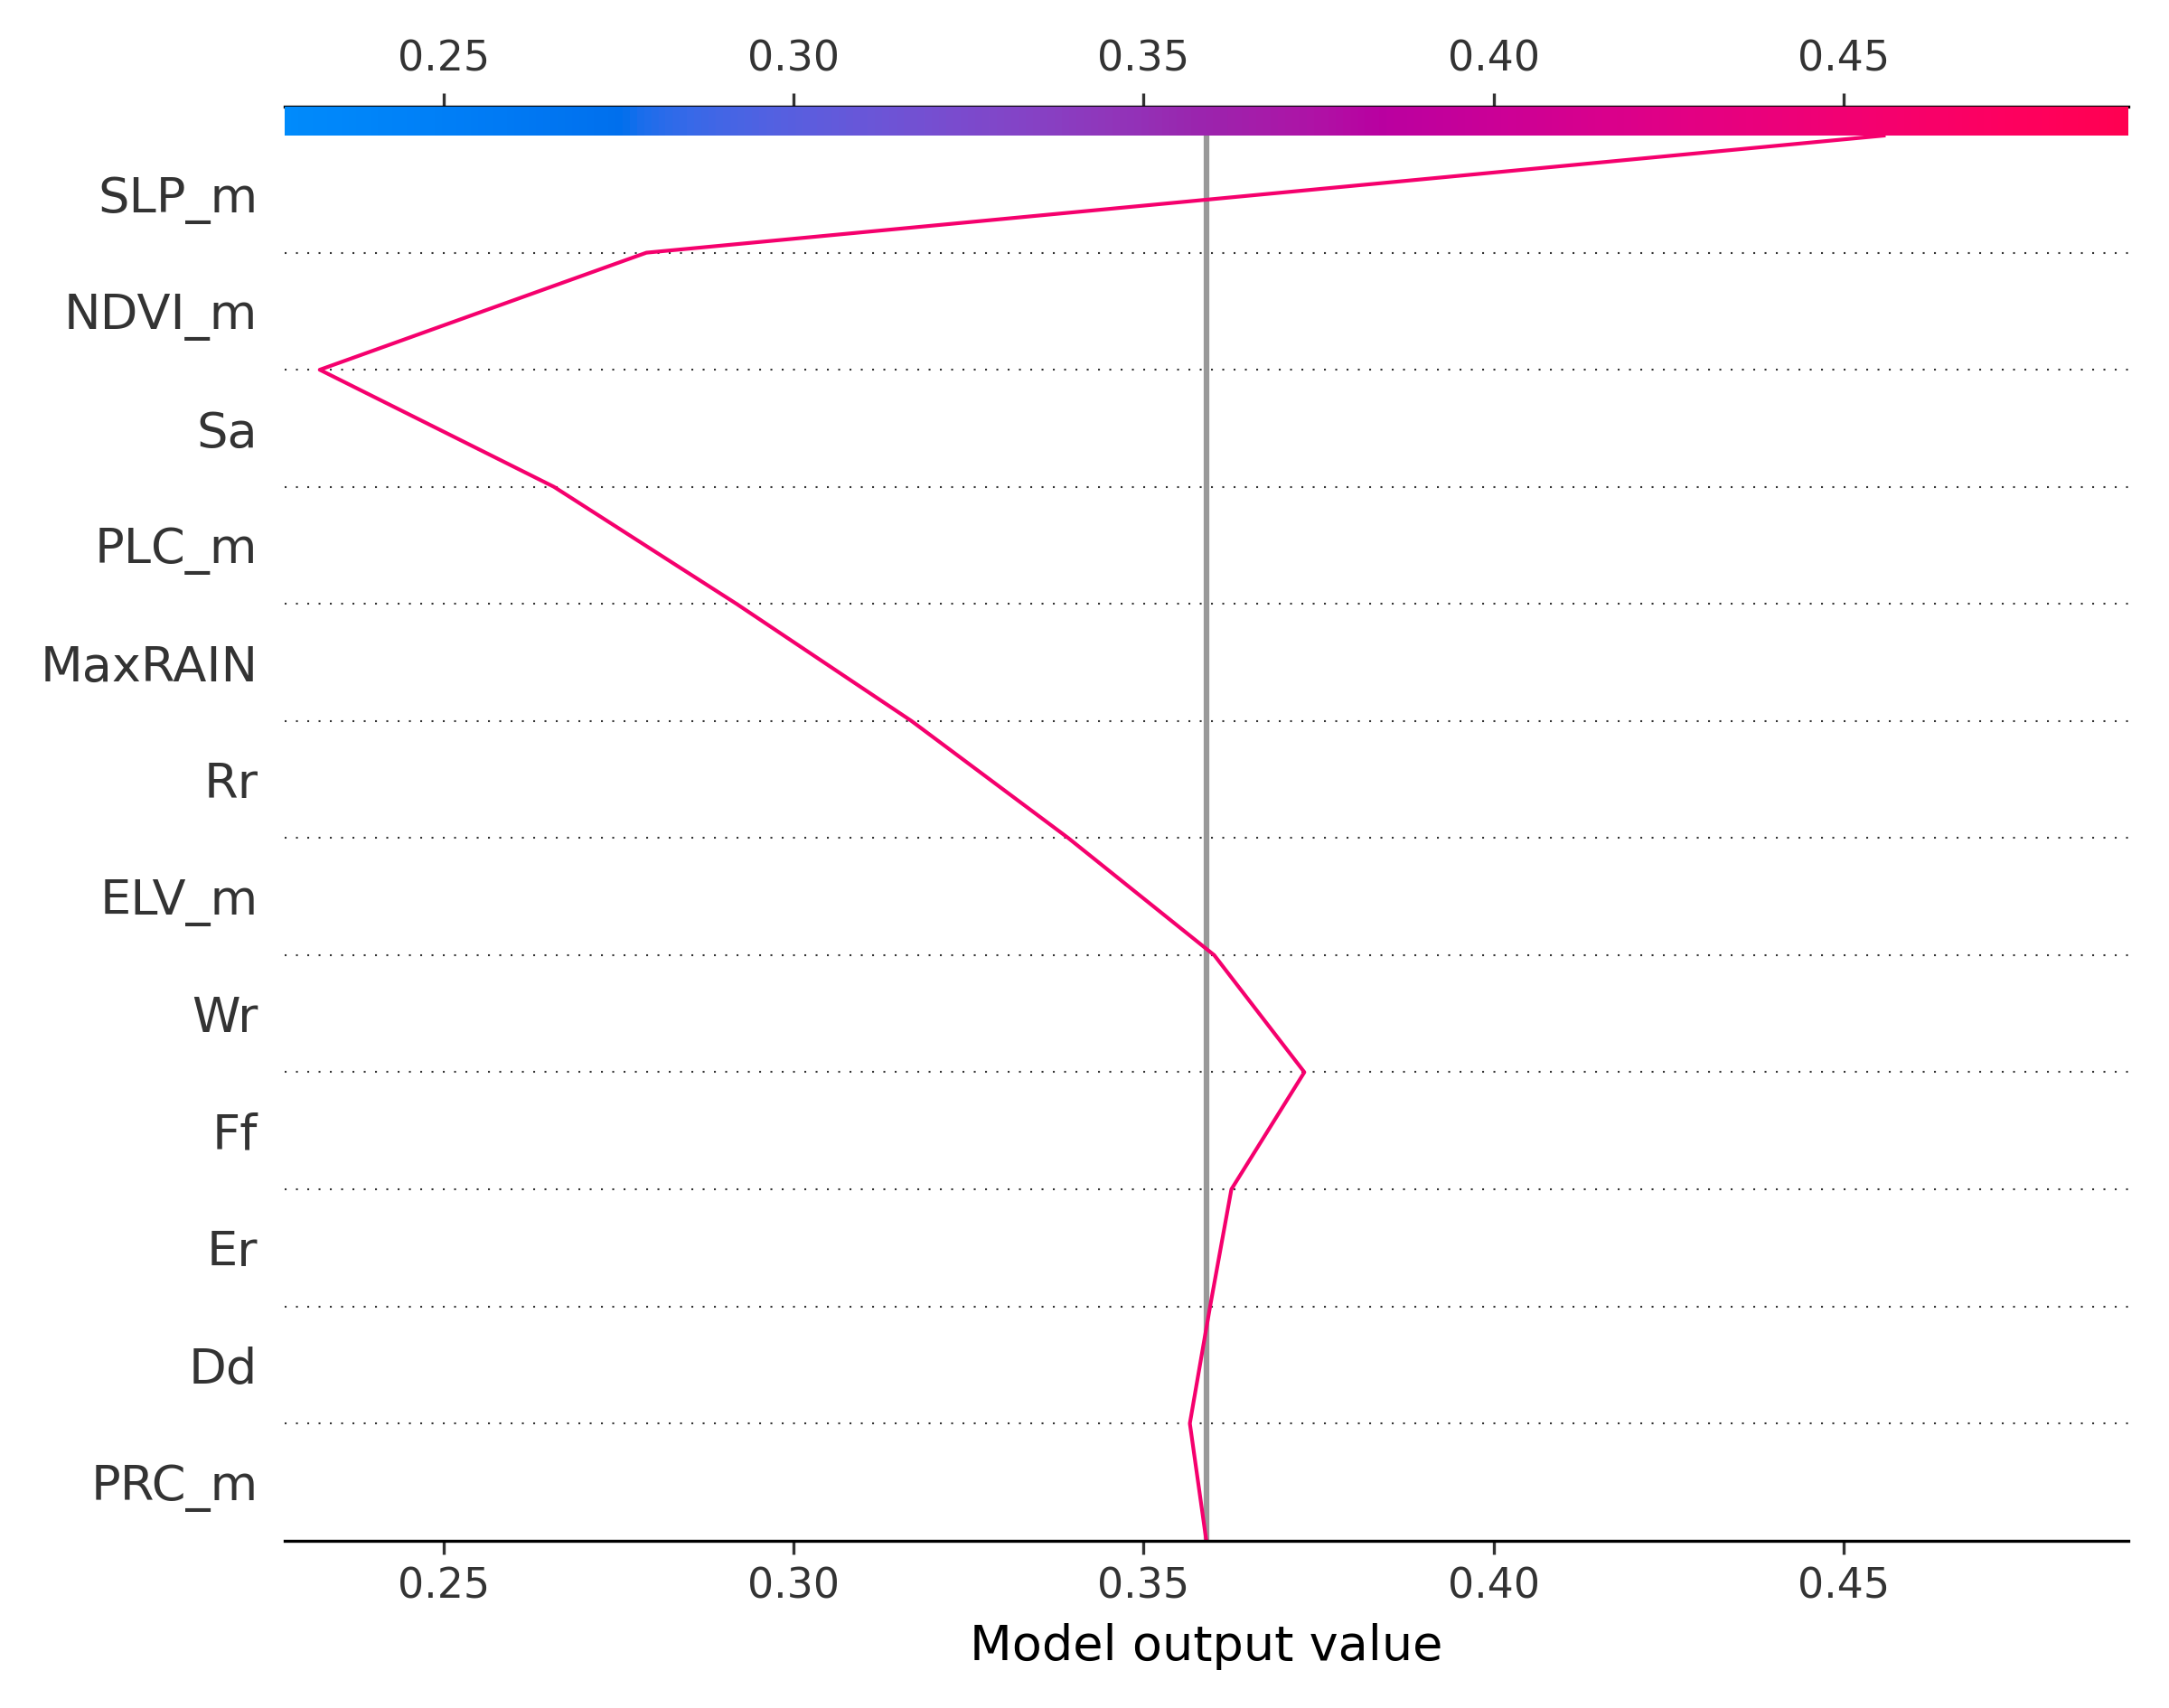 0.25 0.30 0.35 0.40 0.45
SLP_m
NDVI_m
Sa
PLC_m
MaxRAIN
Rr
ELV_m
Wr
Ff
Er
Dd
PRC_m
0.25 0.30 0.35 0.40 0.45
Model output value